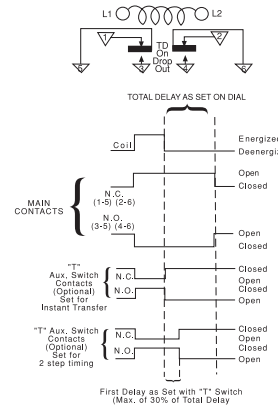 L1 L2
1 2
TD
On
Drop
Out
5 3 4 6
TOTAL DELAY AS SET ON DIAL
Coil
Energized
Deenergi
MAIN
CONTACTS
N.C.
(1-5) (2-6)
Open
Closed
N.O.
(3-5) (4-6)
Open
Closed
"T"
Aux, Switch
Contacts
(Optional)
Set for
Instant Transfer
N.C.
N.O.
Closed
Open
Closed
Open
"T" Aux. Switch
Contacts
(Optional)
Set for
2 step timing
N.C.
N.O.
Closed
Open
Closed
Open
First Delay as Set with "T" Switch
(Max. of 30% of Total Delay